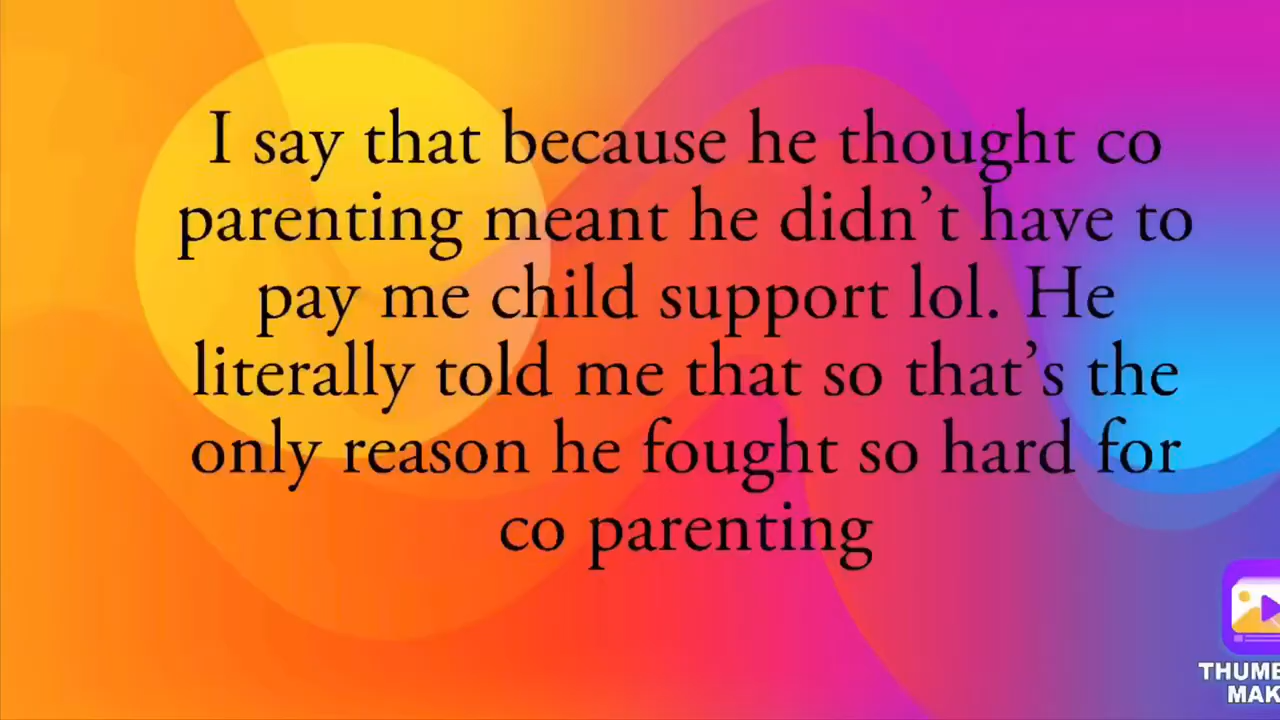 I say that because he thought co
parenting meant he didn’t have to
pay me child support lol. He
literally told me that so that’s the
only reason he fought so hard for
co parenting